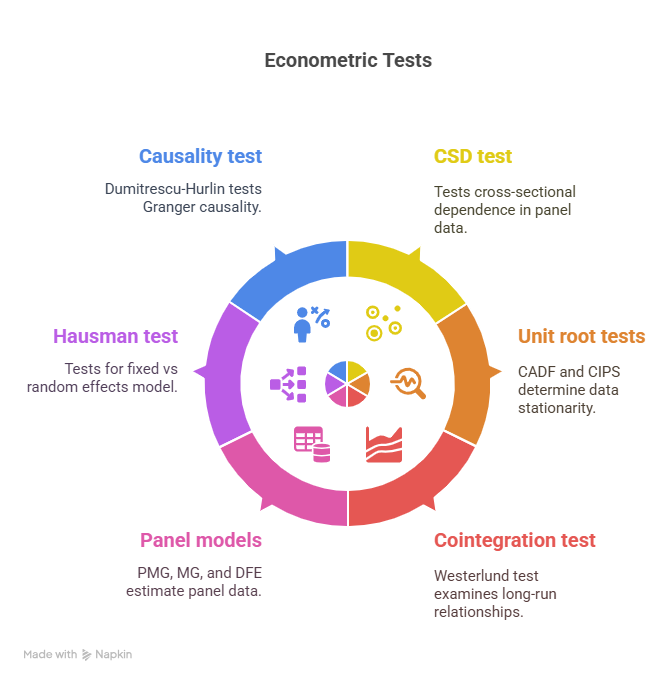 Econometric Tests
Causality test
Dumitrescu-Hurlin tests
Granger causality.
CSD test
Tests cross-sectional
dependence in panel
data.
Hausman test
Tests for fixed vs
random effects model.
Unit root tests
CADF and CIPS
determine data
stationarity.
Panel models
PMG, MG, and DFE
estimate panel data.
Cointegration test
Westerlund test
examines long-run
relationships.
Made with Napkin